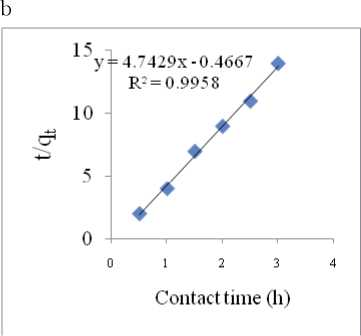 b
15
y = 4.7429x - 0.4667
R² = 0.9958
10
t/qt
5
0
0 1 2 3 4
Contact time (h)